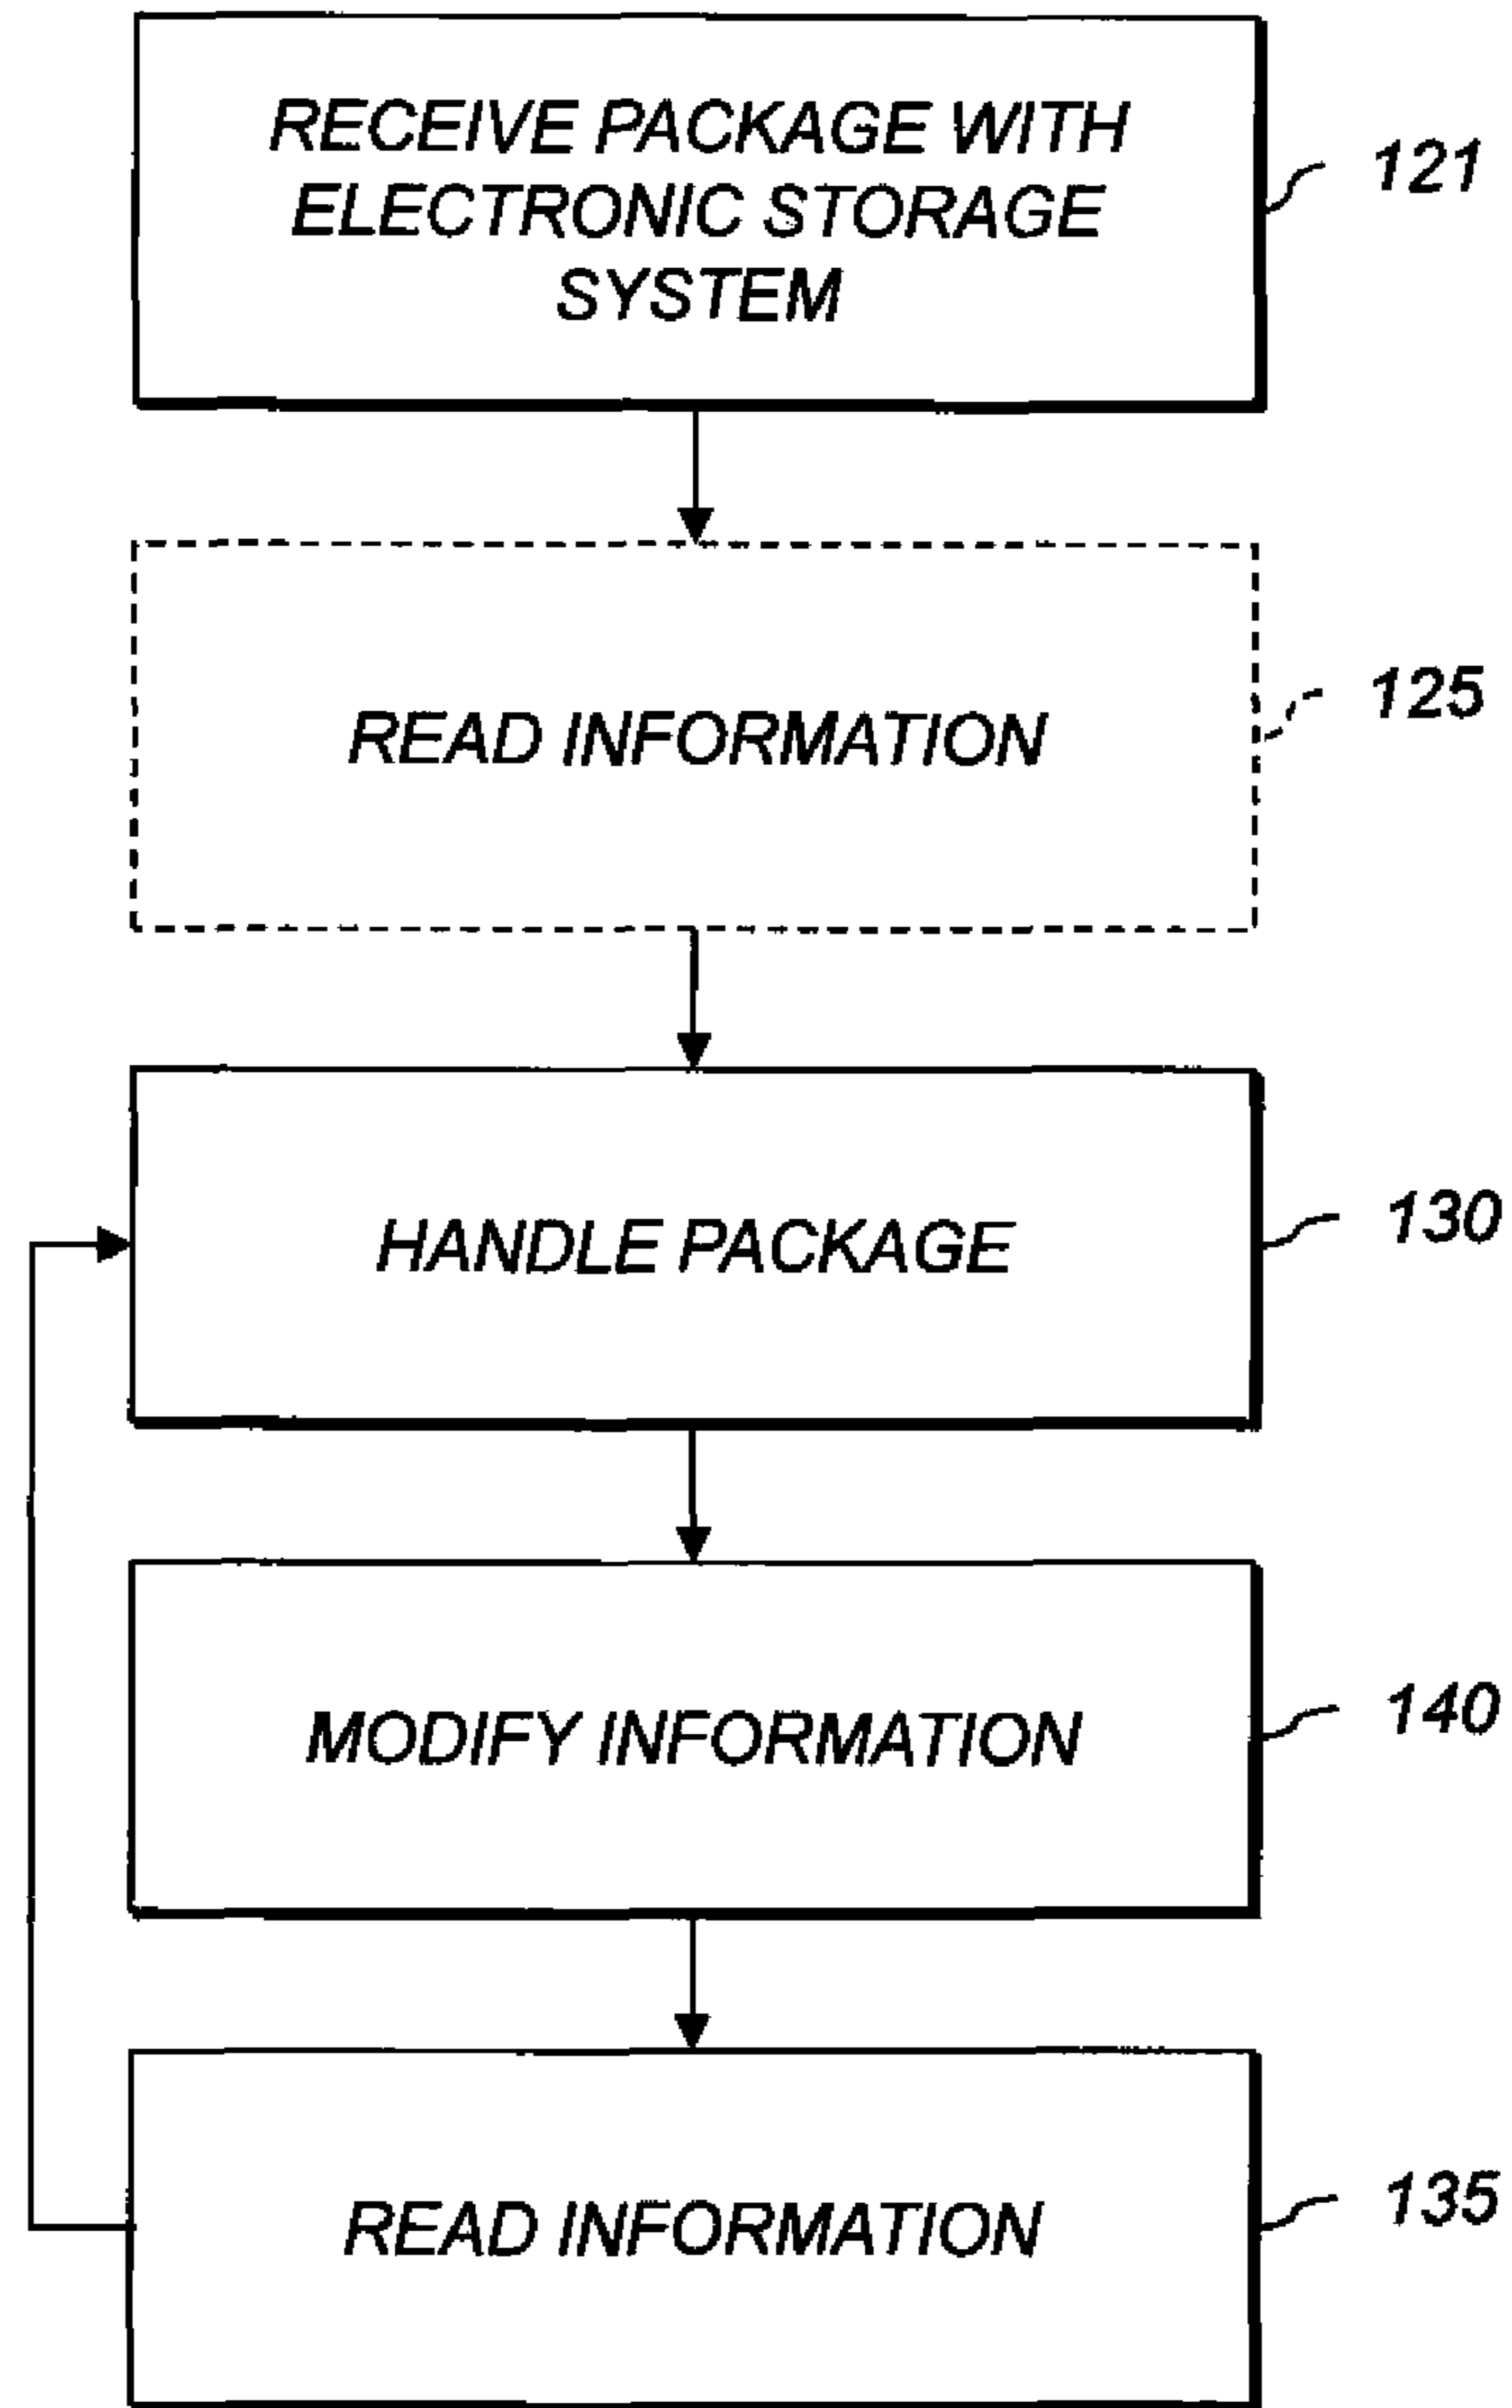 RECEIVE PACKAGE WITH
ELECTRONIC STORAGE
SYSTEM
121
READ INFORMATION
125
HANDLE PACKAGE
130
MODIFY INFORMATION
140
READ INFORMATION
135